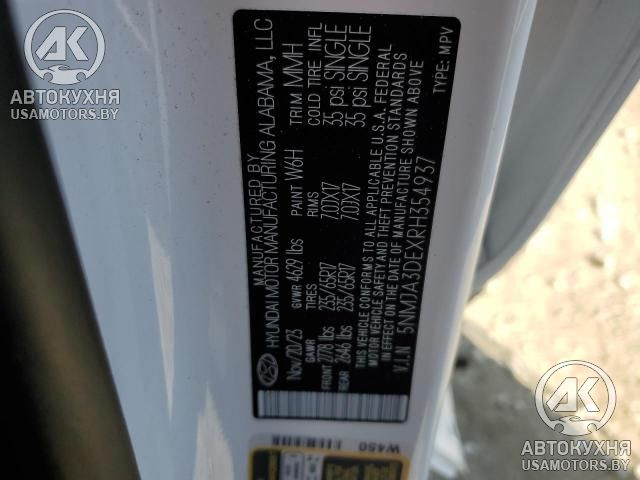 AK
АВТОКУХНЯ
USAMOTORS.BY
MANUFACTURED BY
HYUNDAI MOTOR MANUFACTURING ALABAMA, LLC
Nov/20/23 GVWR 4629 lbs PAINT W6H TRIM MMH
GAWR TIRES RIMS COLD TIRE INFL
FRONT 2778 lbs 235/65R17 7.0JX17 35 psi SINGLE
REAR 2646 lbs 235/65R17 7.0JX17 35 psi SINGLE
THIS VEHICLE CONFORMS TO ALL APPLICABLE U.S.A. FEDERAL
MOTOR VEHICLE SAFETY AND THEFT PREVENTION STANDARDS
IN EFFECT ON THE DATE OF MANUFACTURE SHOWN ABOVE
V.I.N 5NMJA3DEXRH354937 TYPE: MPV
W450
AK
АВТОКУХНЯ
USAMOTORS.BY